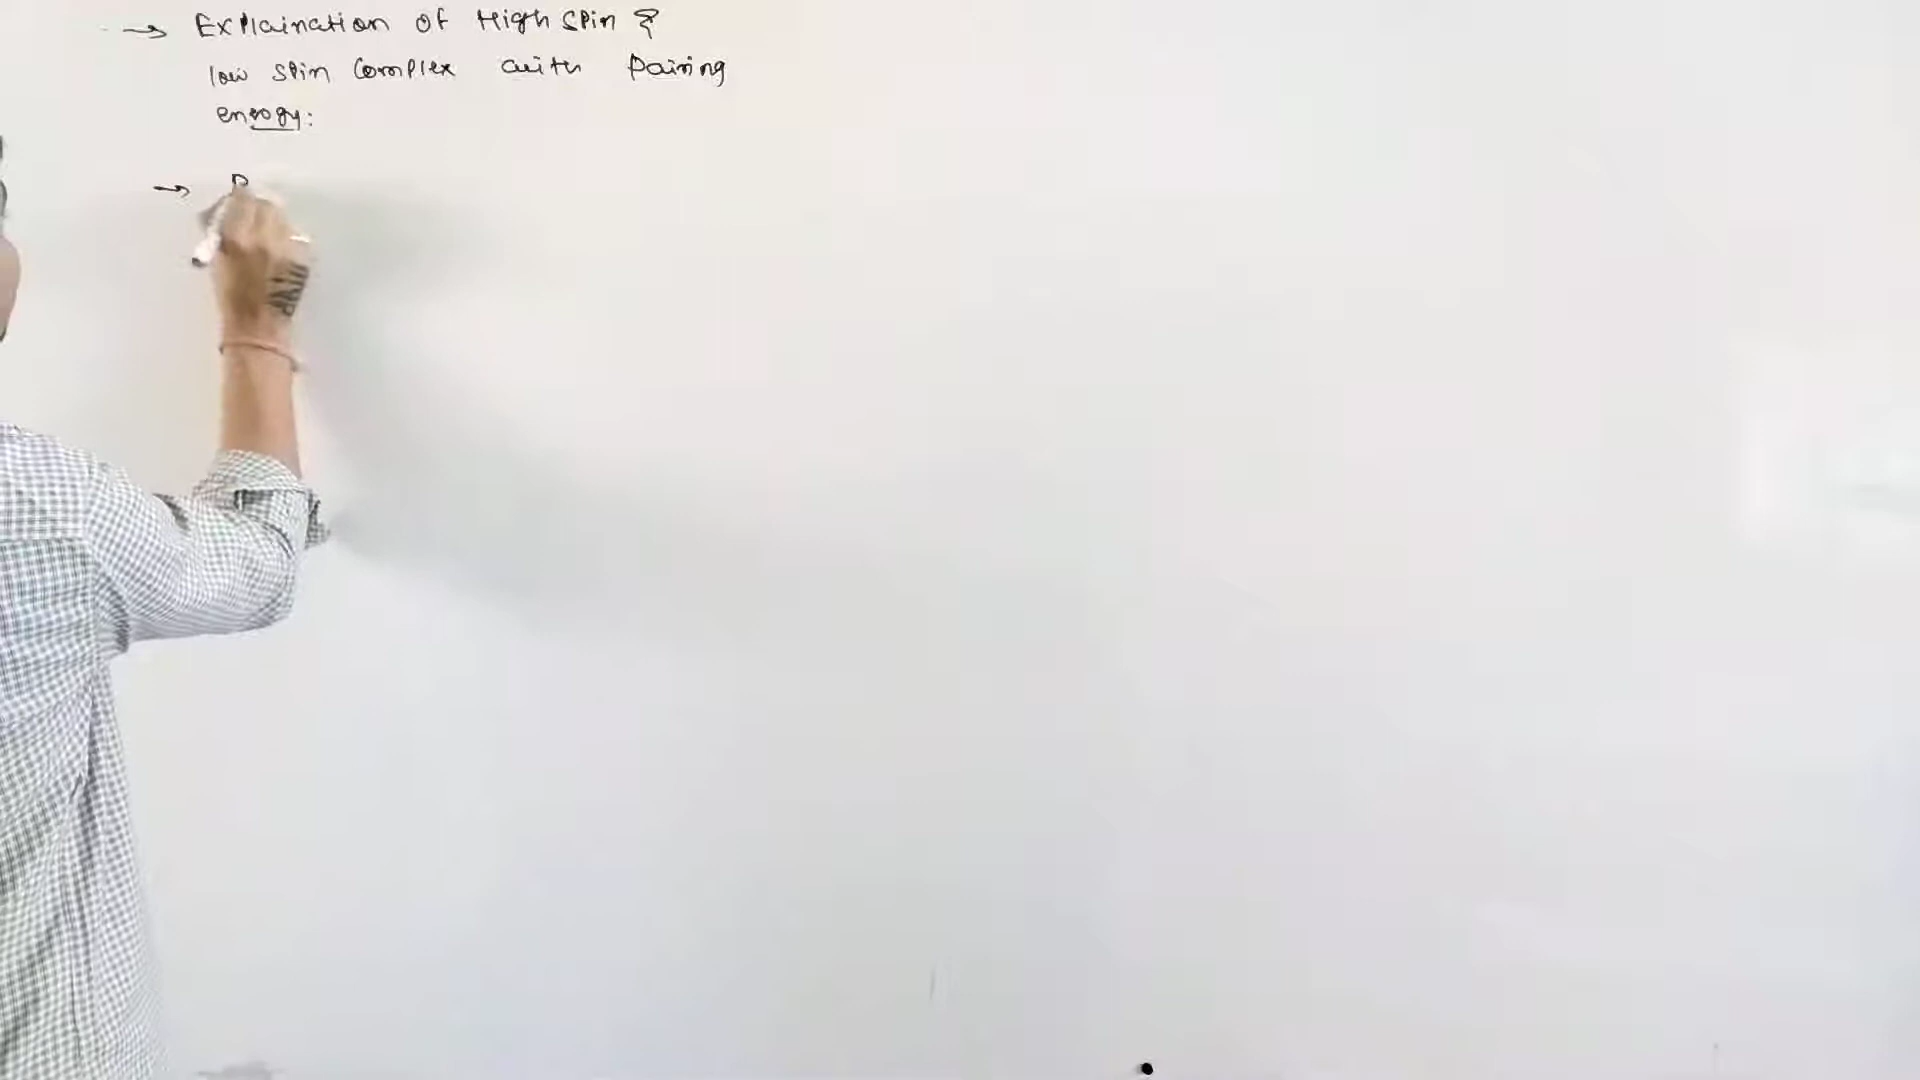 → Explaination of High spin &
low spin Complex with Pairing
energy:
→ P